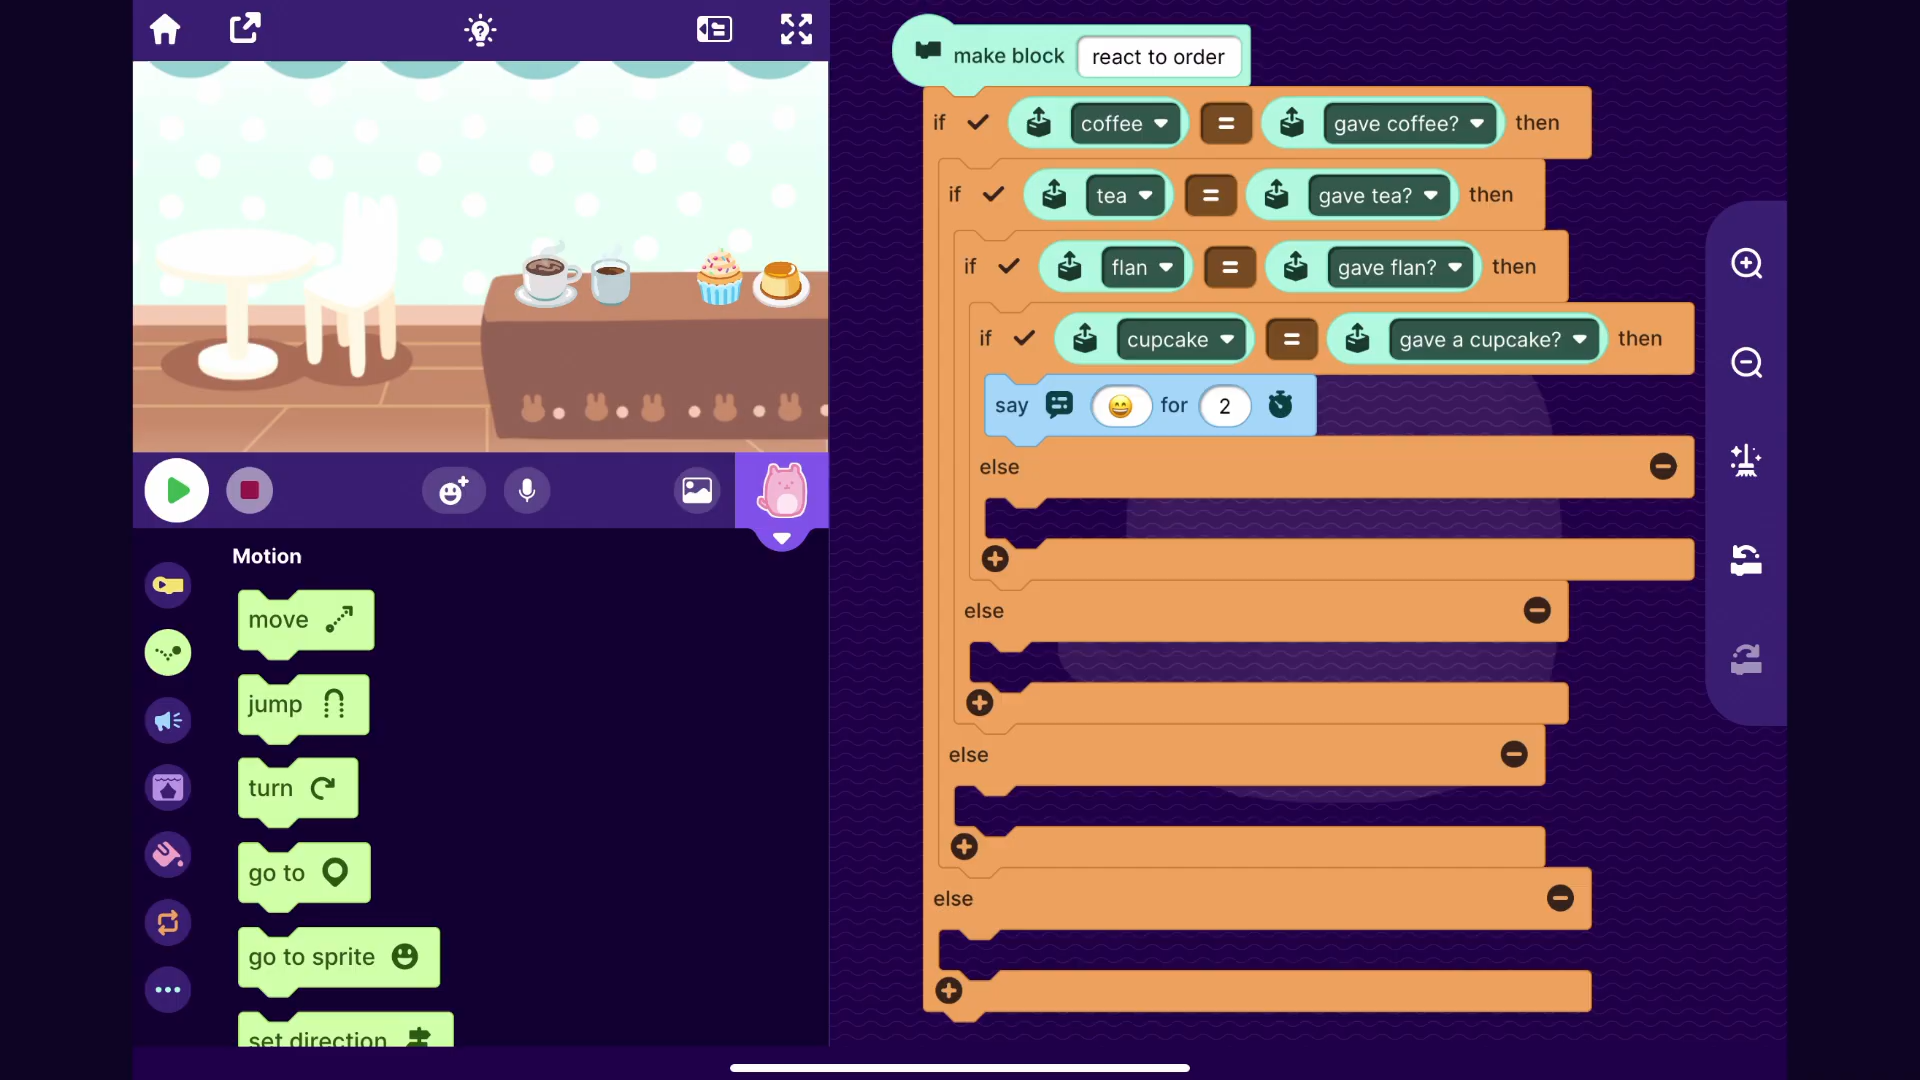 make block react to order
if coffee = gave coffee? then
if tea = gave tea? then
if flan = gave flan? then
if cupcake = gave a cupcake? then
say 😄 for 2
else
else
else
else
Motion
move
jump
turn
go to
go to sprite
set direction